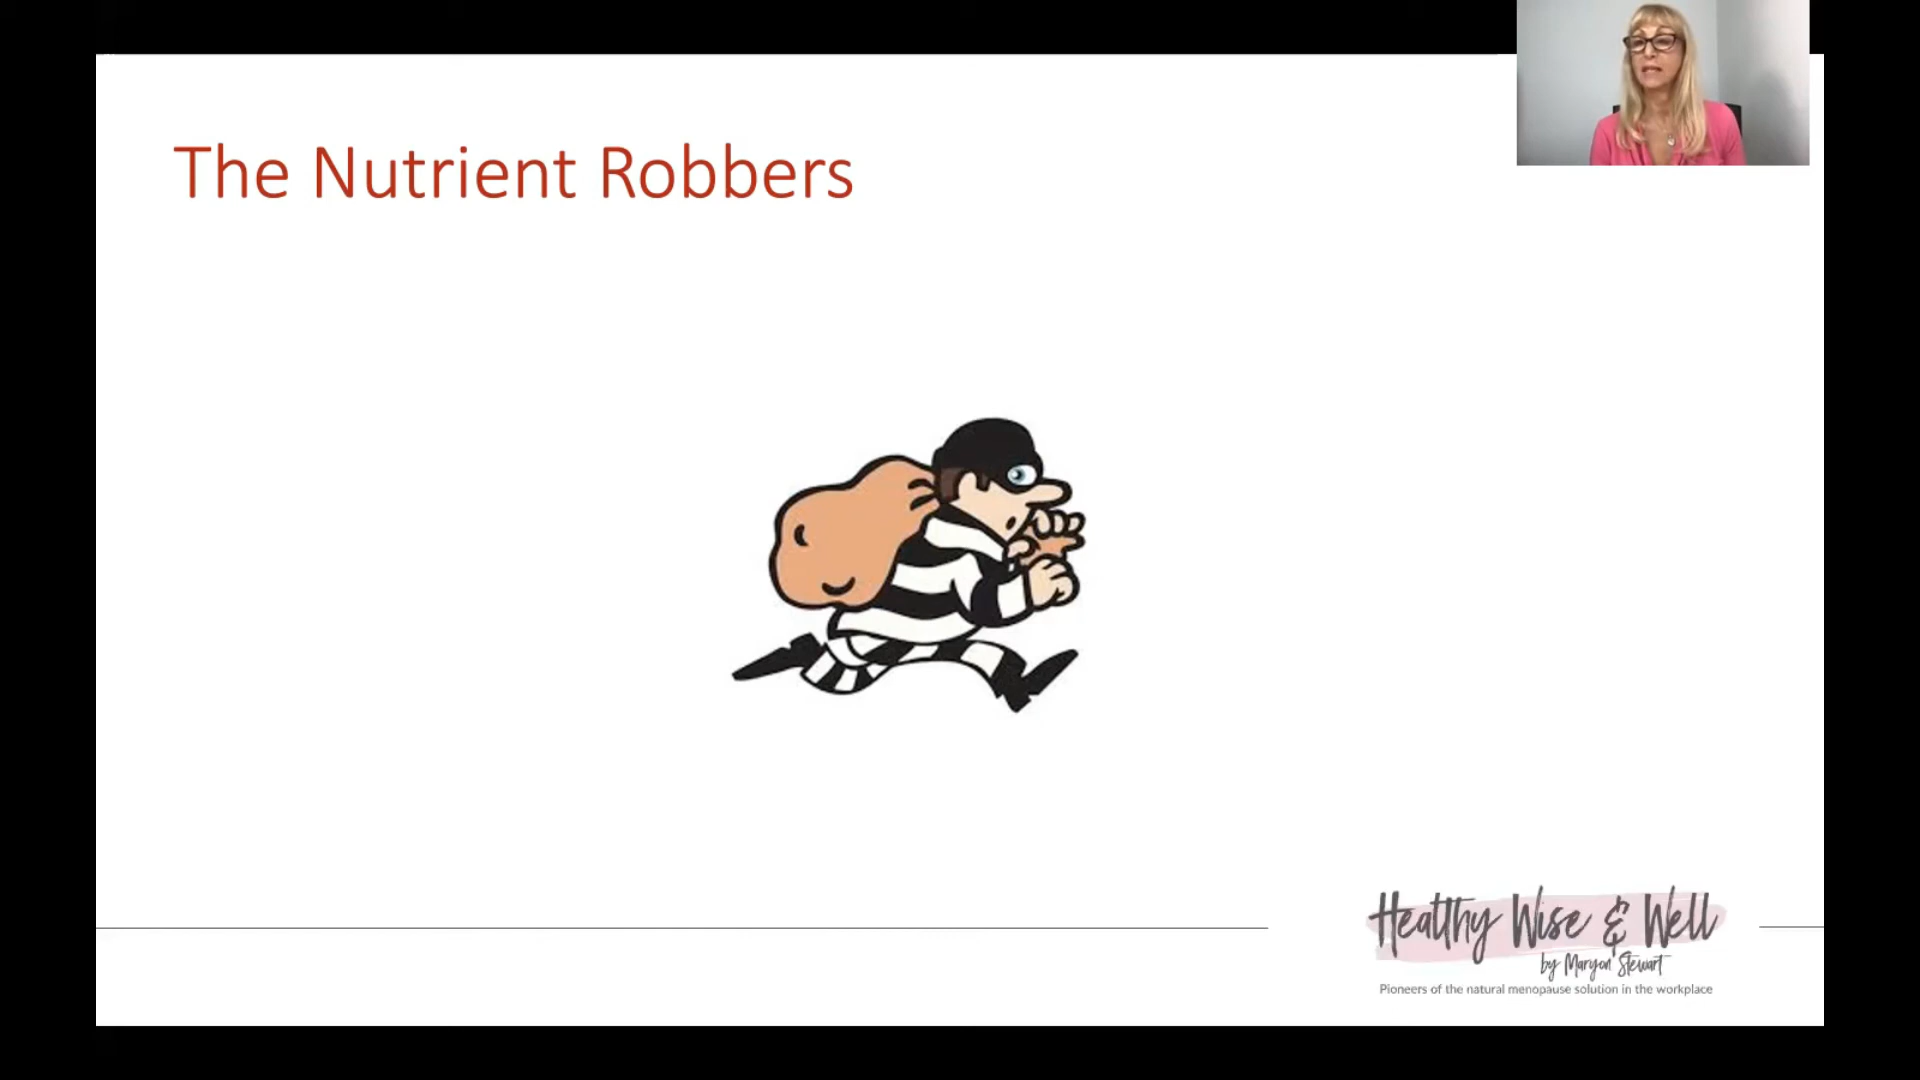 The Nutrient Robbers
Healthy Wise & Well
by Maryon Stewart
Pioneers of the natural menopause solution in the workplace